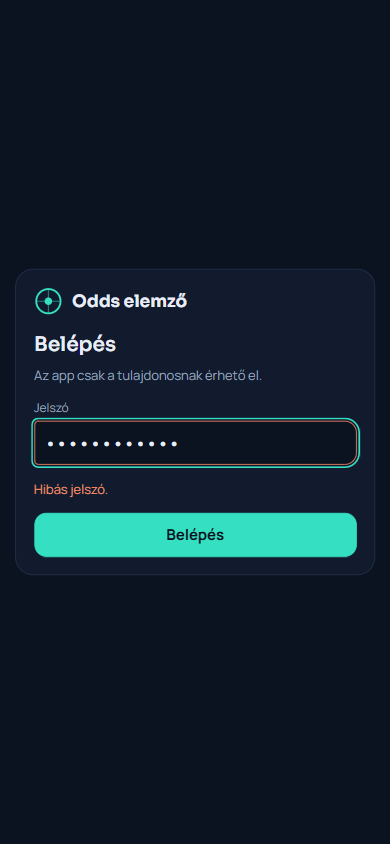 Odds elemző
Belépés
Az app csak a tulajdonosnak érhető el.
Jelszó
••••••••••••
Hibás jelszó.
Belépés